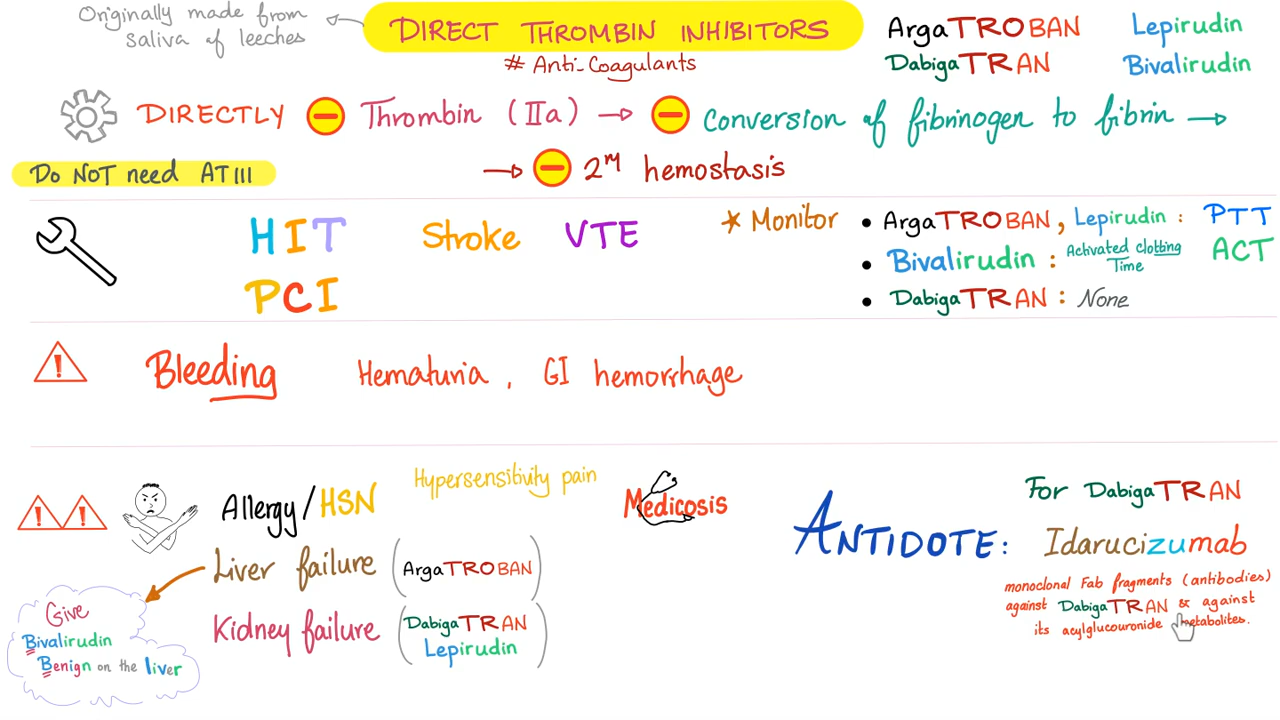 Originally made from
saliva of leeches
DIRECT THROMBIN INHIBITORS
# Anti-Coagulants
ArgaTROBAN Lepirudin
DabigaTRAN Bivalirudin
DIRECTLY Thrombin (IIa) → Conversion of fibrinogen to fibrin →
Do NOT need ATIII
→ 2ry hemostasis
HIT Stroke VTE
PCI
* Monitor
• ArgaTROBAN, Lepirudin : PTT
• Bivalirudin : Activated clotting Time ACT
• DabigaTRAN : None
Bleeding Hematuria, GI hemorrhage
Allergy/HSN Hypersensitivity pain
Medicosis
Liver failure (ArgaTROBAN)
Kidney failure (DabigaTRAN
Lepirudin)
Give
Bivalirudin
Benign on the liver
ANTIDOTE:
For DabigaTRAN
Idarucizumab
monoclonal Fab fragments (antibodies)
against DabigaTRAN & against
its acylglucouronide metabolites.